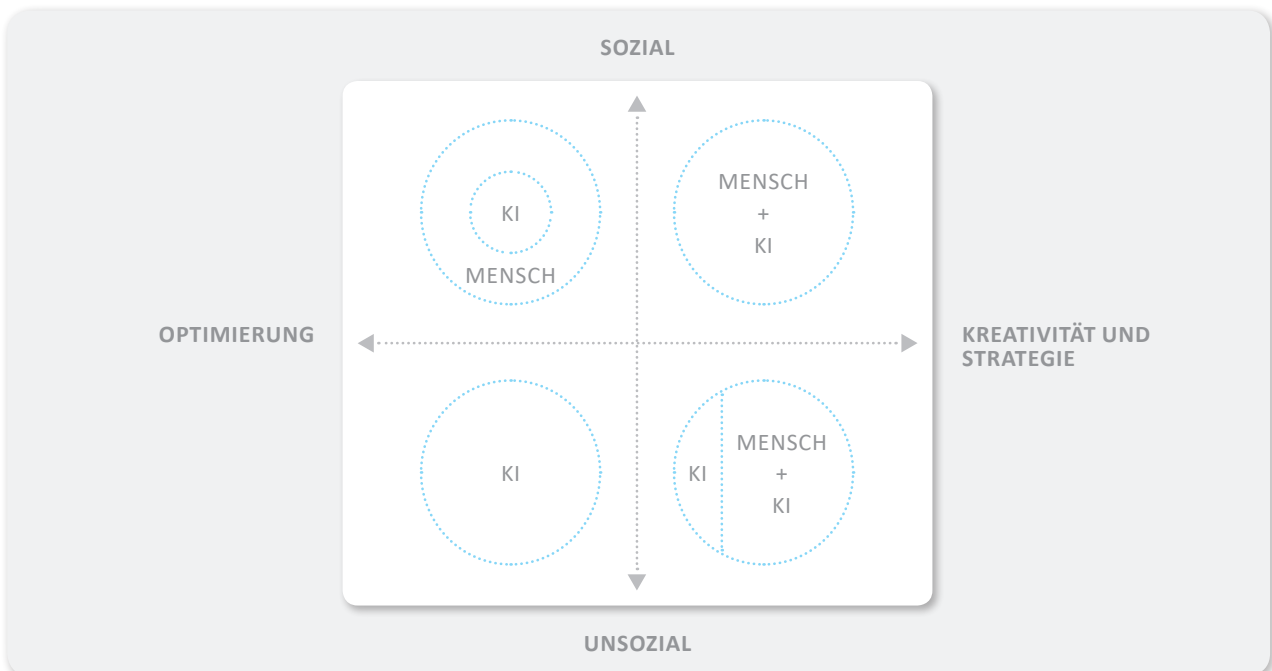 SOZIAL
KI
MENSCH
MENSCH
+
KI
OPTIMIERUNG
KREATIVITÄT UND
STRATEGIE
KI
KI
MENSCH
+
KI
UNSOZIAL